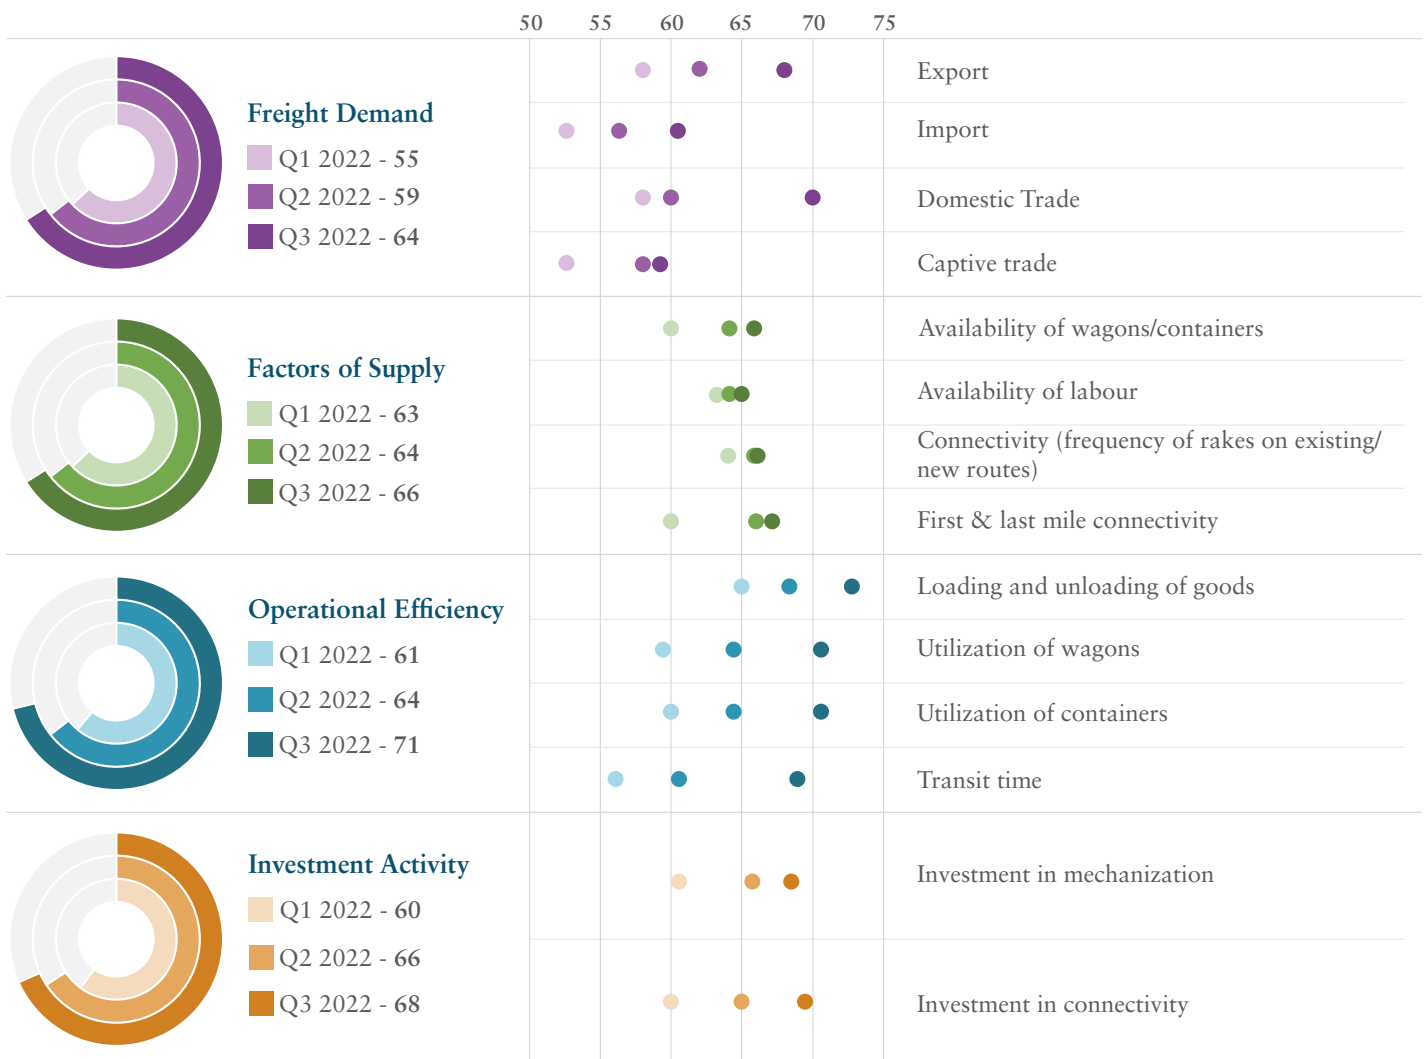 50 55 60 65 70 75
Freight Demand
Q1 2022 - 55
Q2 2022 - 59
Q3 2022 - 64
Export
Import
Domestic Trade
Captive trade
Factors of Supply
Q1 2022 - 63
Q2 2022 - 64
Q3 2022 - 66
Availability of wagons/containers
Availability of labour
Connectivity (frequency of rakes on existing/
new routes)
First & last mile connectivity
Operational Efficiency
Q1 2022 - 61
Q2 2022 - 64
Q3 2022 - 71
Loading and unloading of goods
Utilization of wagons
Utilization of containers
Transit time
Investment Activity
Q1 2022 - 60
Q2 2022 - 66
Q3 2022 - 68
Investment in mechanization
Investment in connectivity